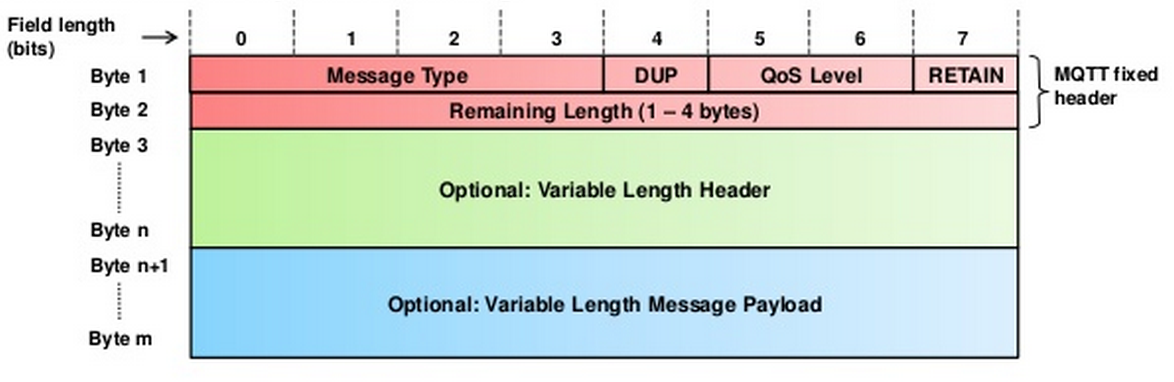 Field length
(bits)
0 1 2 3 4 5 6 7
Byte 1
Message Type
DUP
QoS Level
RETAIN
MQTT fixed
header
Byte 2
Remaining Length (1 – 4 bytes)
Byte 3
Optional: Variable Length Header
Byte n
Byte n+1
Optional: Variable Length Message Payload
Byte m